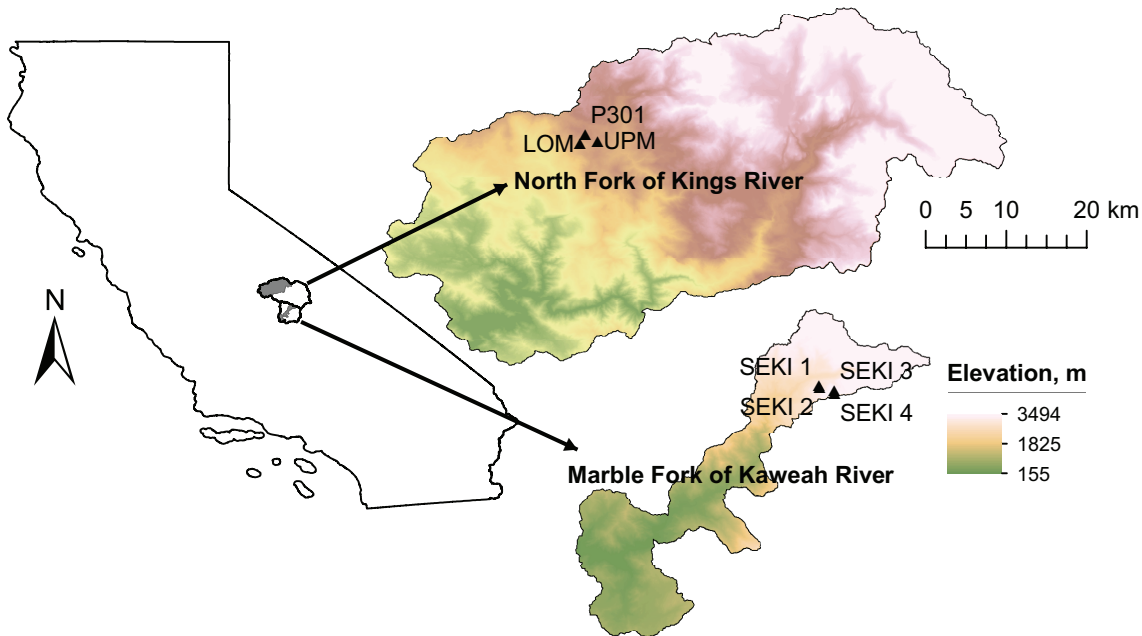 P301
LOM UPM
North Fork of Kings River
0 5 10 20 km
N
SEKI 1 SEKI 3
SEKI 2 SEKI 4
Elevation, m
3494
1825
155
Marble Fork of Kaweah River